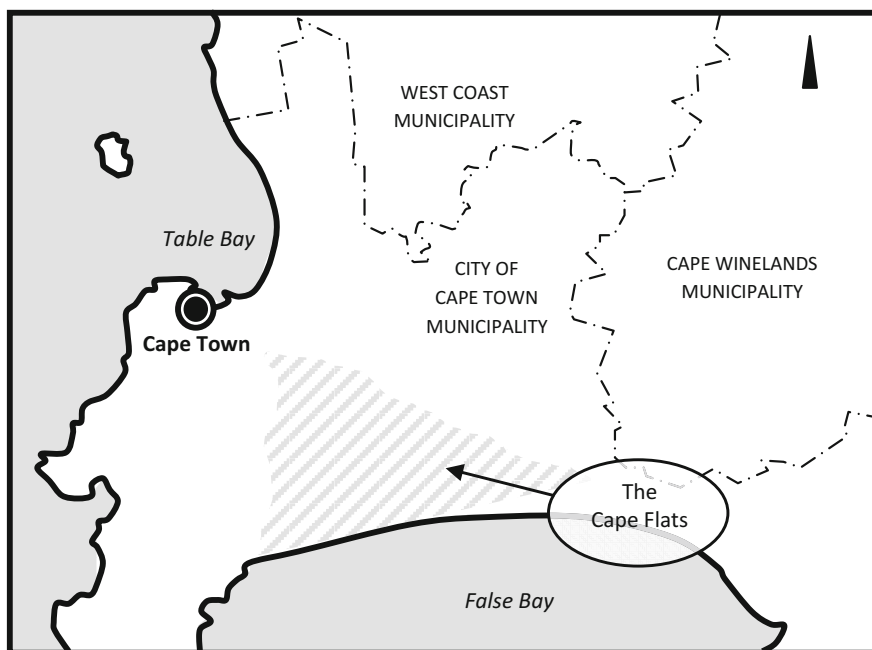 WEST COAST
MUNICIPALITY
Table Bay
CITY OF
CAPE TOWN
MUNICIPALITY
CAPE WINELANDS
MUNICIPALITY
Cape Town
The
Cape Flats
False Bay